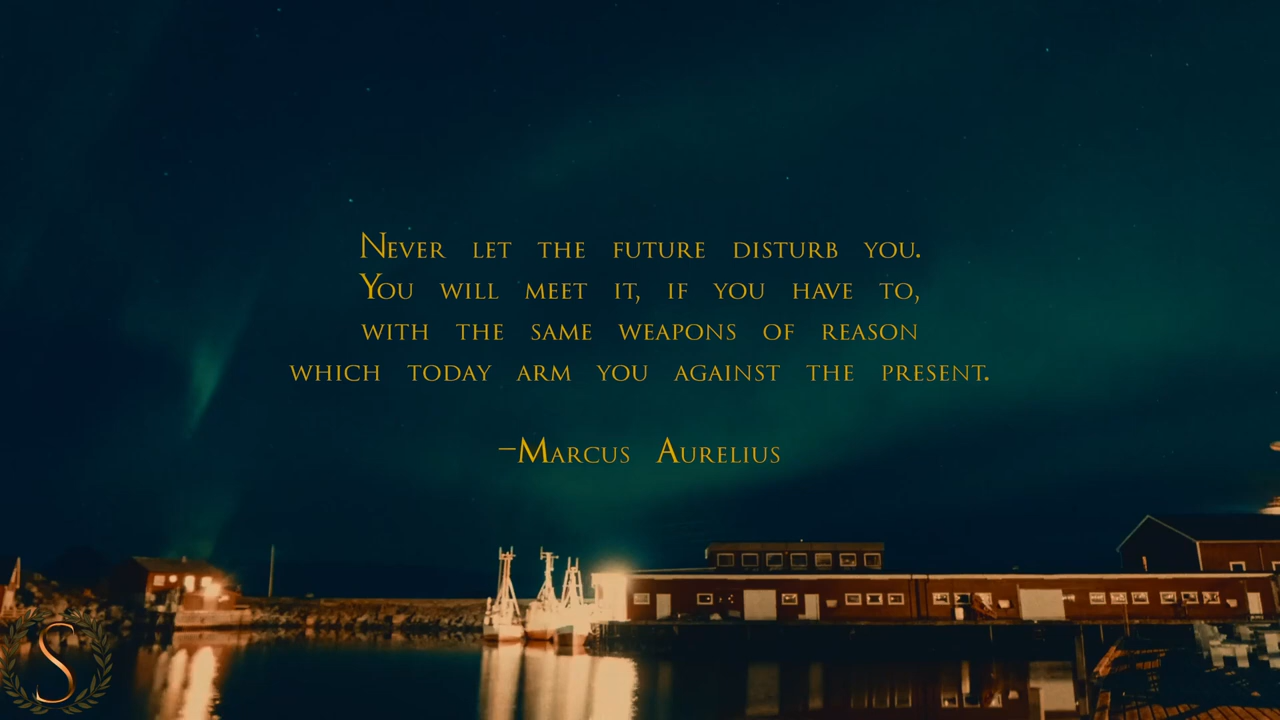 Never let the future disturb you.
You will meet it, if you have to,
with the same weapons of reason
which today arm you against the present.
–Marcus Aurelius
S